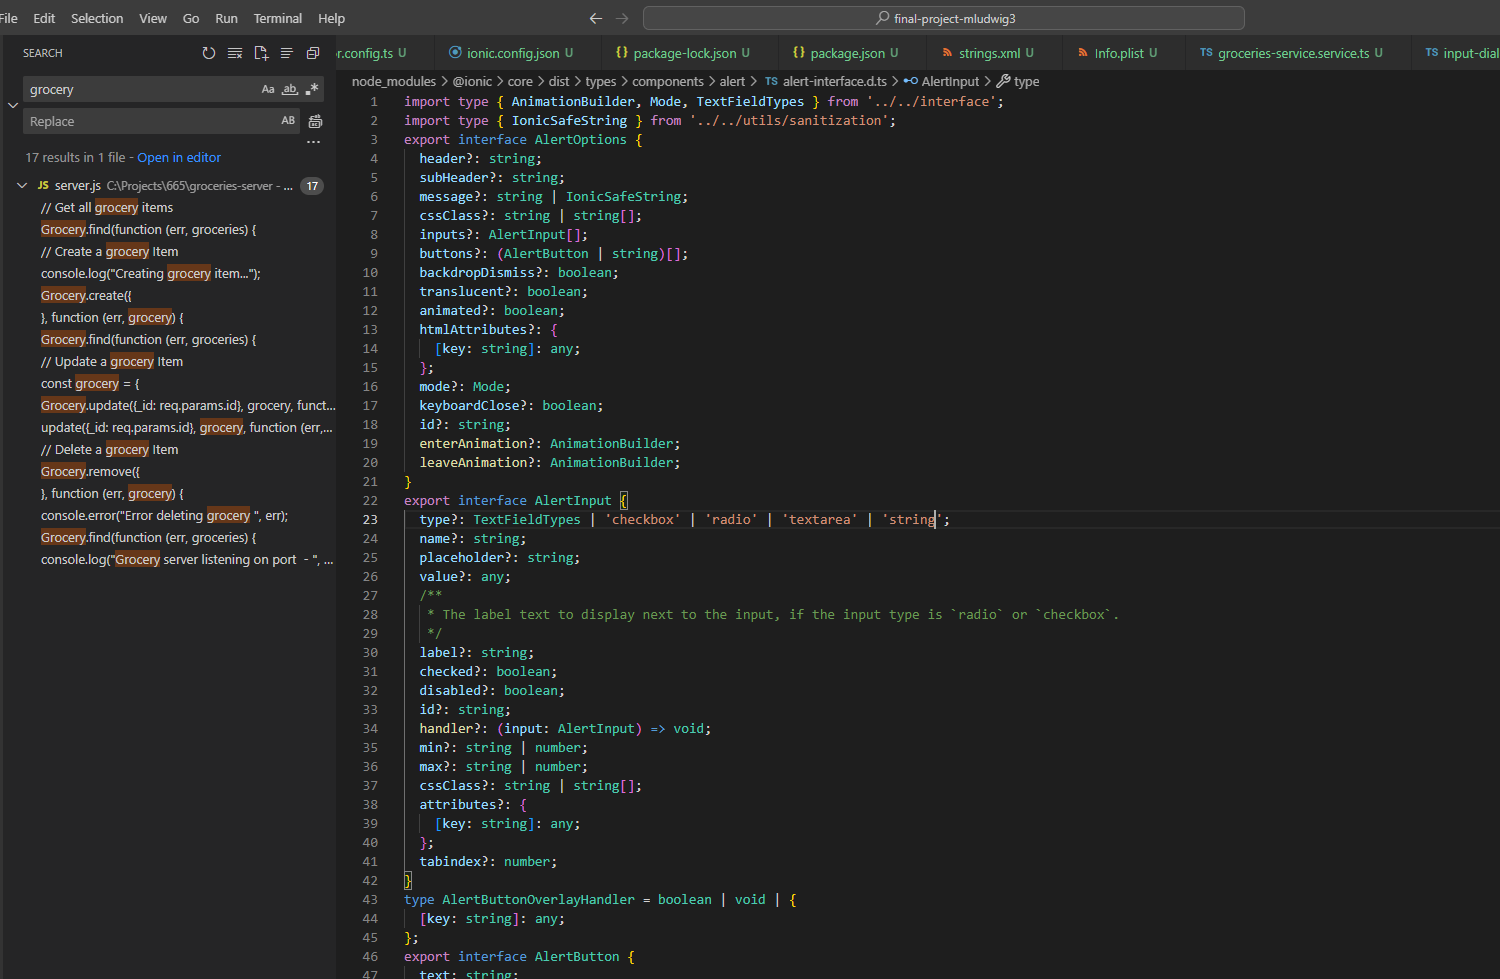 File Edit Selection View Go Run Terminal Help
final-project-mludwig3
SEARCH
r.config.ts U ionic.config.json U {} package-lock.json U {} package.json U strings.xml U Info.plist U TS groceries-service.service.ts U TS input-dial
node_modules > @ionic > core > dist > types > components > alert > TS alert-interface.d.ts > AlertInput > type
grocery Aa ab .*
Replace AB
...
17 results in 1 file - Open in editor
JS server.js C:\Projects\665\groceries-server - ... 17
// Get all grocery items
Grocery.find(function (err, groceries) {
// Create a grocery Item
console.log("Creating grocery item...");
Grocery.create({
}, function (err, grocery) {
Grocery.find(function (err, groceries) {
// Update a grocery Item
const grocery = {
Grocery.update({_id: req.params.id}, grocery, funct...
update({_id: req.params.id}, grocery, function (err,...
// Delete a grocery Item
Grocery.remove({
}, function (err, grocery) {
console.error("Error deleting grocery ", err);
Grocery.find(function (err, groceries) {
console.log("Grocery server listening on port - ", ...
1 import type { AnimationBuilder, Mode, TextFieldTypes } from '../../interface';
2 import type { IonicSafeString } from '../../utils/sanitization';
3 export interface AlertOptions {
4 header?: string;
5 subHeader?: string;
6 message?: string | IonicSafeString;
7 cssClass?: string | string[];
8 inputs?: AlertInput[];
9 buttons?: (AlertButton | string)[];
10 backdropDismiss?: boolean;
11 translucent?: boolean;
12 animated?: boolean;
13 htmlAttributes?: {
14 [key: string]: any;
15 };
16 mode?: Mode;
17 keyboardClose?: boolean;
18 id?: string;
19 enterAnimation?: AnimationBuilder;
20 leaveAnimation?: AnimationBuilder;
21 }
22 export interface AlertInput {
23 type?: TextFieldTypes | 'checkbox' | 'radio' | 'textarea' | 'string';
24 name?: string;
25 placeholder?: string;
26 value?: any;
27 /**
28 * The label text to display next to the input, if the input type is `radio` or `checkbox`.
29 */
30 label?: string;
31 checked?: boolean;
32 disabled?: boolean;
33 id?: string;
34 handler?: (input: AlertInput) => void;
35 min?: string | number;
36 max?: string | number;
37 cssClass?: string | string[];
38 attributes?: {
39 [key: string]: any;
40 };
41 tabindex?: number;
42 }
43 type AlertButtonOverlayHandler = boolean | void | {
44 [key: string]: any;
45 };
46 export interface AlertButton {
47 text: string;